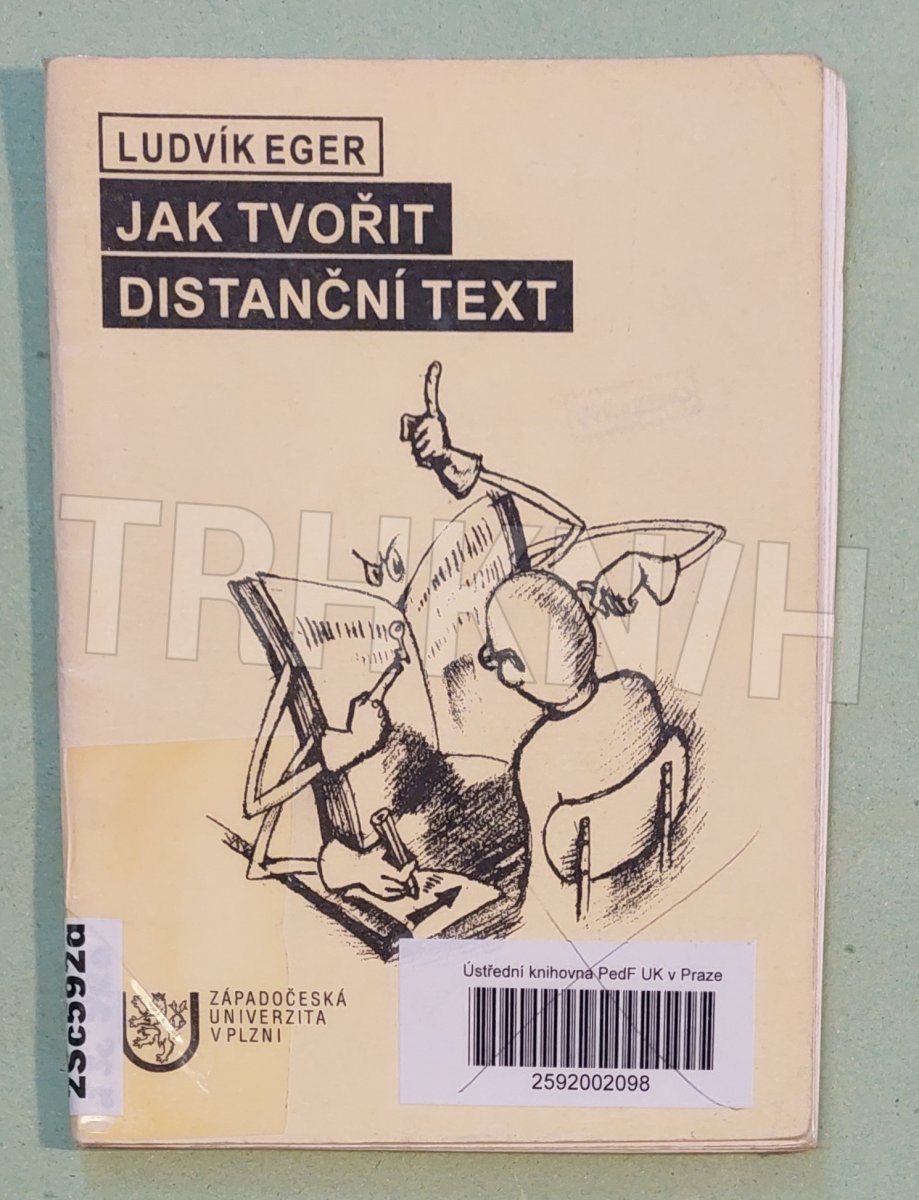 LUDVÍK EGER
JAK TVOŘIT
DISTANČNÍ TEXT
TRHKNIH
2Sc592a
ZÁPADOČESKÁ
UNIVERZITA
V PLZNI
Ústřední knihovna PedF UK v Praze
2592002098